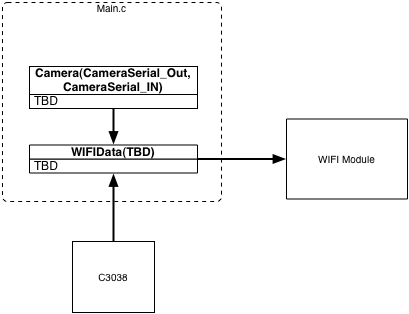 Main.c
Camera(CameraSerial_Out,
CameraSerial_IN)
TBD
WIFIData(TBD)
TBD
WIFI Module
C3038